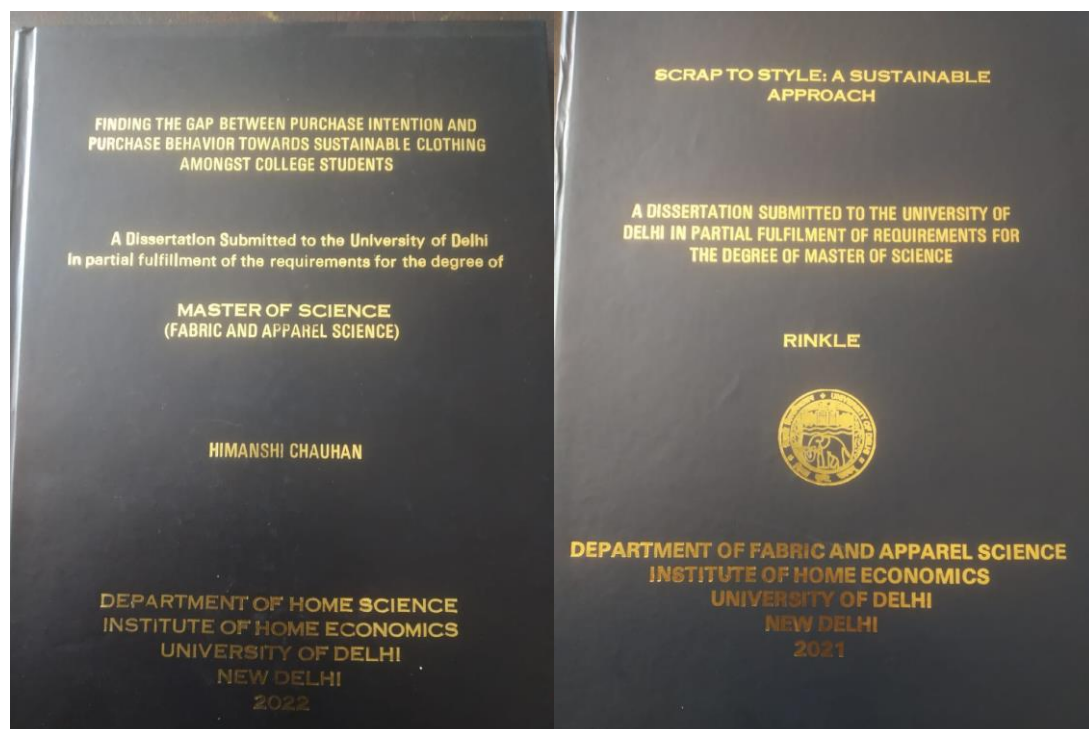 FINDING THE GAP BETWEEN PURCHASE INTENTION AND
PURCHASE BEHAVIOR TOWARDS SUSTAINABLE CLOTHING
AMONGST COLLEGE STUDENTS
A Dissertation Submitted to the University of Delhi
In partial fulfillment of the requirements for the degree of
MASTER OF SCIENCE
(FABRIC AND APPAREL SCIENCE)
HIMANSHI CHAUHAN
DEPARTMENT OF HOME SCIENCE
INSTITUTE OF HOME ECONOMICS
UNIVERSITY OF DELHI
NEW DELHI
2022
SCRAP TO STYLE: A SUSTAINABLE
APPROACH
A DISSERTATION SUBMITTED TO THE UNIVERSITY OF
DELHI IN PARTIAL FULFILMENT OF REQUIREMENTS FOR
THE DEGREE OF MASTER OF SCIENCE
RINKLE
UNIVERSITY OF DELHI
DEPARTMENT OF FABRIC AND APPAREL SCIENCE
INSTITUTE OF HOME ECONOMICS
UNIVERSITY OF DELHI
NEW DELHI
2021